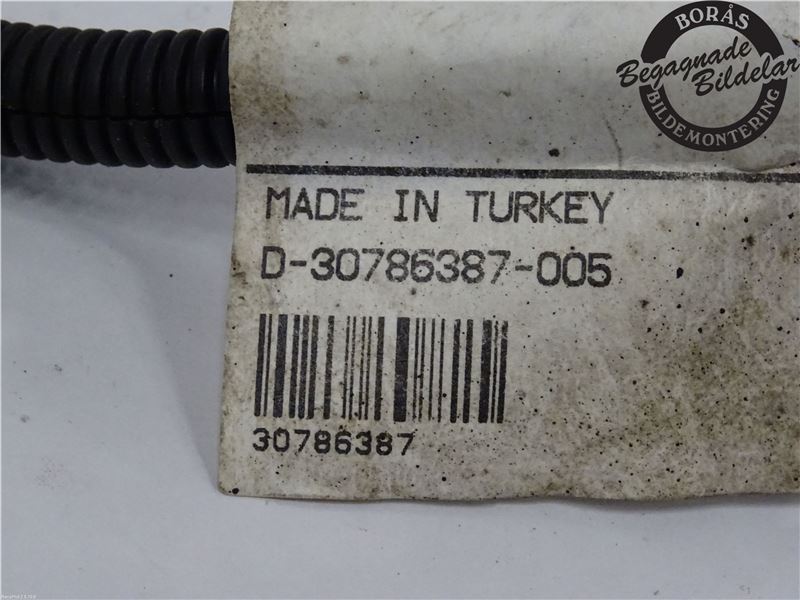 BORÅS
Begagnade
Bildelar
BILDEMONTERING
MADE IN TURKEY
D-30786387-005
30786387